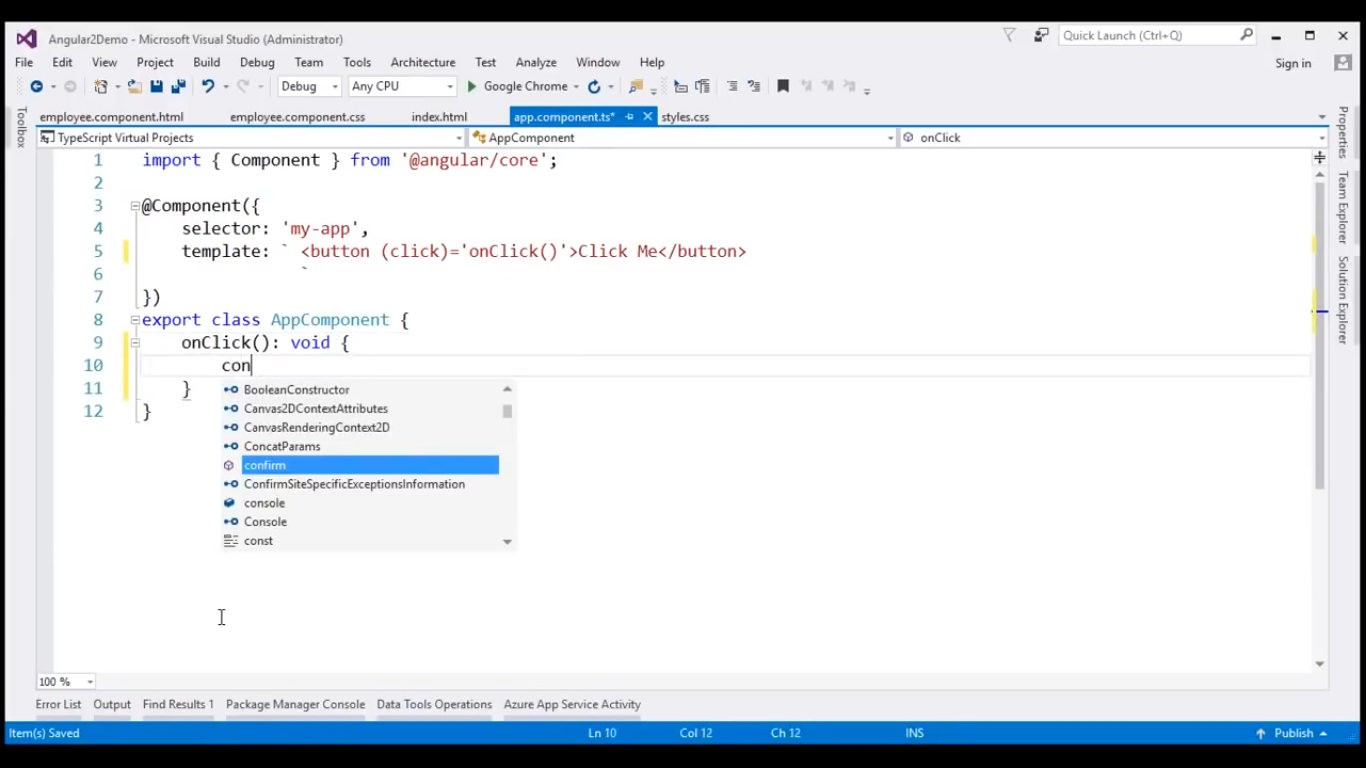 Angular2Demo - Microsoft Visual Studio (Administrator)
Quick Launch (Ctrl+Q)
File Edit View Project Build Debug Team Tools Architecture Test Analyze Window Help
Sign in
Debug Any CPU Google Chrome
employee.component.html employee.component.css index.html app.component.ts* styles.css
TypeScript Virtual Projects AppComponent onClick
1 import { Component } from '@angular/core';
2
3 @Component({
4 selector: 'my-app',
5 template: ` <button (click)='onClick()'>Click Me</button>
6 `
7 })
8 export class AppComponent {
9 onClick(): void {
10 con
11 }
12 }
BooleanConstructor
Canvas2DContextAttributes
CanvasRenderingContext2D
ConcatParams
confirm
ConfirmSiteSpecificExceptionsInformation
console
Console
const
Toolbox
Properties
Team Explorer
Solution Explorer
100 %
Error List Output Find Results 1 Package Manager Console Data Tools Operations Azure App Service Activity
Item(s) Saved Ln 10 Col 12 Ch 12 INS Publish